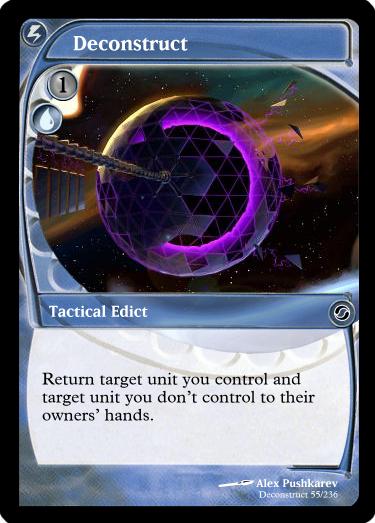 Deconstruct
1
Tactical Edict
Return target unit you control and
target unit you don't control to their
owners' hands.
Alex Pushkarev
Deconstruct 55/236